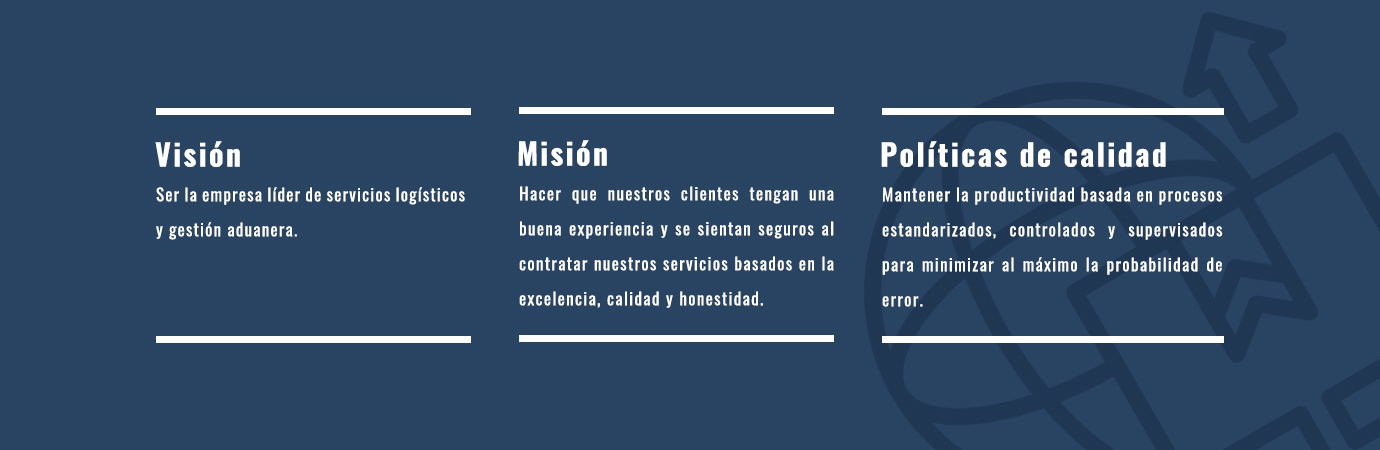 Visión
Ser la empresa líder de servicios logísticos
y gestión aduanera.
Misión
Hacer que nuestros clientes tengan una
buena experiencia y se sientan seguros al
contratar nuestros servicios basados en la
excelencia, calidad y honestidad.
Políticas de calidad
Mantener la productividad basada en procesos
estandarizados, controlados y supervisados
para minimizar al máximo la probabilidad de
error.